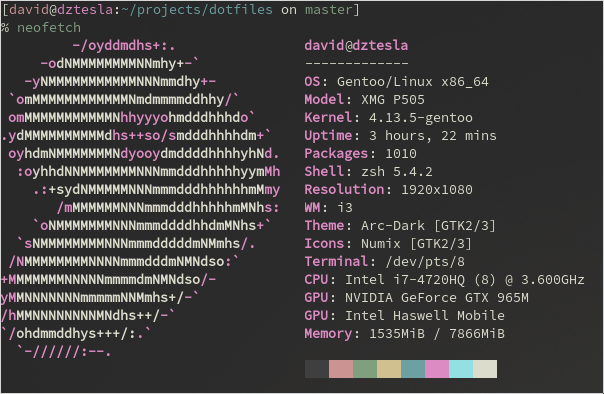 [david@dztesla:~/projects/dotfiles on master]
% neofetch
         -/oyddmdhs+:.
     -odNMMMMMMMMNNmhy+-`
   -yNMMMMMMMMMMMNNNmmdhy+-
 `omMMMMMMMMMMMMNmdmmmmddhhy/`
 omMMMMMMMMMMMNhhyyyohmdddhhhdo`
.ydMMMMMMMMMMdhs++so/smdddhhhhdm+`
 oyhdmNMMMMMMMNdyooydmddddhhhhyhNd.
  :oyhhdNNMMMMMMMNNNmmdddhhhhhyymMh
    .:+sydNMMMMMNNNmmmdddhhhhhhmMmy
       /mMMMMMMNNNmmmdddhhhhhmMNhs:
    `oNMMMMMMMNNNmmmddddhhdmMNhs+`
  `sNMMMMMMMMNNNmmmdddddmNMmhs/.
 /NMMMMMMMMNNNNmmmdddmNMNdso:`
+MMMMMMMNNNNNmmmmdmNMNdso/-
yMMNNNNNNNmmmmmNNMmhs+/-`
/hMMNNNNNNNNMNdhs++/-`
`/ohdmmddhys+++/:.`
  `-//////:--.
david@dztesla
-------------
OS: Gentoo/Linux x86_64
Model: XMG P505
Kernel: 4.13.5-gentoo
Uptime: 3 hours, 22 mins
Packages: 1010
Shell: zsh 5.4.2
Resolution: 1920x1080
WM: i3
Theme: Arc-Dark [GTK2/3]
Icons: Numix [GTK2/3]
Terminal: /dev/pts/8
CPU: Intel i7-4720HQ (8) @ 3.600GHz
GPU: NVIDIA GeForce GTX 965M
GPU: Intel Haswell Mobile
Memory: 1535MiB / 7866MiB